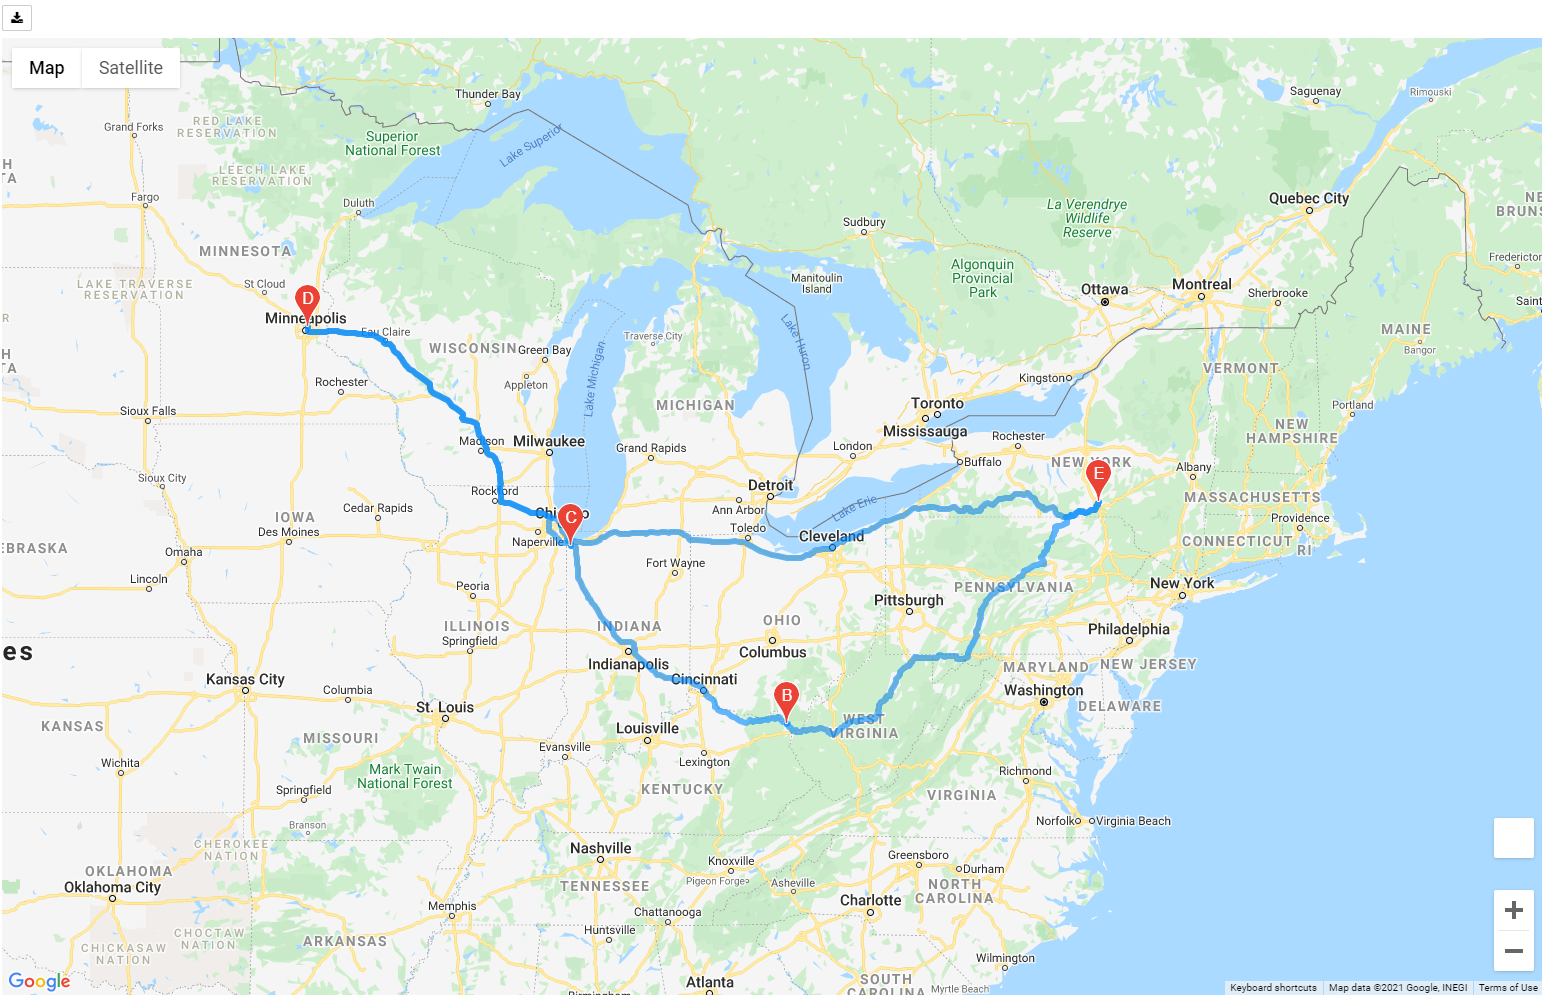 Map
Satellite
Thunder Bay
Saguenay
Rimouski
Grand Forks
RED LAKE
RESERVATION
Superior
National Forest
Lake Superior
LEECH LAKE
RESERVATION
Fargo
Duluth
Quebec City
NE
BRUNS
La Verendrye
Wildlife
Reserve
Sudbury
MINNESOTA
Fredericton
LAKE TRAVERSE
RESERVATION
St Cloud
Manitoulin
Island
Algonquin
Provincial
Park
Ottawa
Montreal
Sherbrooke
Saint
D
Minneapolis
Eau Claire
WISCONSIN
Green Bay
Traverse City
Lake Michigan
Lake Huron
MAINE
Bangor
VERMONT
Kingston
Rochester
Appleton
MICHIGAN
Toronto
Mississauga
Portland
Sioux Falls
NEW
HAMPSHIRE
Madison
Milwaukee
Grand Rapids
London
Rochester
Buffalo
NEW YORK
E
Albany
Sioux City
Rockford
Detroit
Ann Arbor
Lake Erie
MASSACHUSETTS
Providence
IOWA
Cedar Rapids
Des Moines
Chicago
C
Naperville
Toledo
Cleveland
CONNECTICUT
RI
EBRASKA
Omaha
Lincoln
Fort Wayne
Peoria
PENNSYLVANIA
New York
Pittsburgh
ILLINOIS
Springfield
INDIANA
OHIO
Columbus
Philadelphia
es
Indianapolis
MARYLAND
NEW JERSEY
Kansas City
Columbia
Cincinnati
B
Washington
DELAWARE
St. Louis
KANSAS
MISSOURI
Louisville
WEST
VIRGINIA
Evansville
Lexington
Wichita
Mark Twain
National Forest
Springfield
KENTUCKY
Richmond
VIRGINIA
Branson
Norfolk
Virginia Beach
CHEROKEE
NATION
Nashville
Knoxville
Greensboro
Durham
OKLAHOMA
Oklahoma City
TENNESSEE
Pigeon Forge
Asheville
NORTH
CAROLINA
Charlotte
Memphis
Chattanooga
CHOCTAW
NATION
CHICKASAW
NATION
ARKANSAS
Huntsville
Wilmington
Atlanta
SOUTH
CAROLINA
Myrtle Beach
Birmingham
Google
Keyboard shortcuts
Map data ©2021 Google, INEGI
Terms of Use